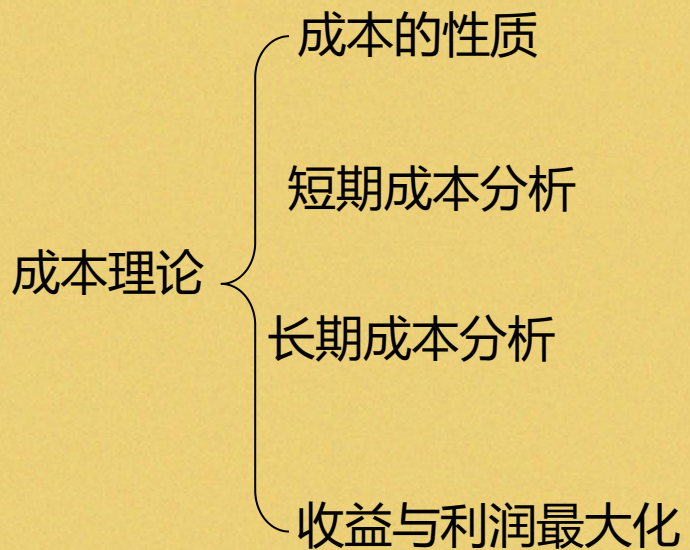 成本的性质
短期成本分析
成本理论
长期成本分析
收益与利润最大化